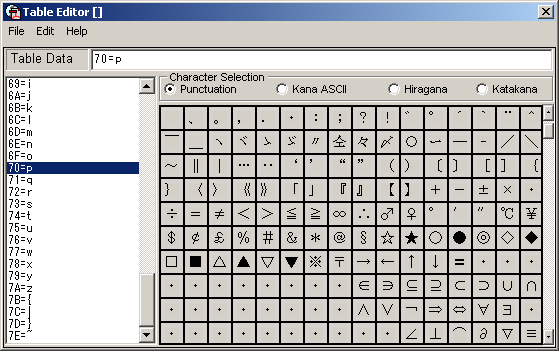 Table Editor []
File Edit Help
Table Data 70=p
69=i
6A=j
6B=k
6C=l
6D=m
6E=n
6F=o
70=p
71=q
72=r
73=s
74=t
75=u
76=v
77=w
78=x
79=y
7A=z
7B={
7C=|
7D=}
7E=~
Character Selection
Punctuation Kana ASCII Hiragana Katakana
、 。 , . ・ : ; ? ! ゛ ゜ ´ ` ¨ ^
 ̄ _ ヽ ヾ ゝ ゞ 〃 仝 々 〆 〇 ー ― ‐ / \
~ ‖ | … ‥ ‘ ’ “ ” ( ) 〔 〕 [ ] {
} 〈 〉 《 》 「 」 『 』 【 】 + - ± × ・
÷ = ≠ < > ≦ ≧ ∞ ∴ ♂ ♀ ° ′ ″ ℃ ¥
$ ¢ £ % # & * @ § ☆ ★ ○ ● ◎ ◇ ◆
□ ■ △ ▲ ▽ ▼ ※ 〒 → ← ↑ ↓ 〓 ・ ・ ・
・ ・ ・ ・ ・ ・ ・ ・ ∈ ∋ ⊆ ⊇ ⊂ ⊃ ∪ ∩
・ ・ ・ ・ ・ ・ ・ ・ ∧ ∨ ¬ ⇒ ⇔ ∀ ∃ ・
・ ・ ・ ・ ・ ・ ・ ・ ・ ・ ∠ ⊥ ⌒ ∂ ∇ ≡